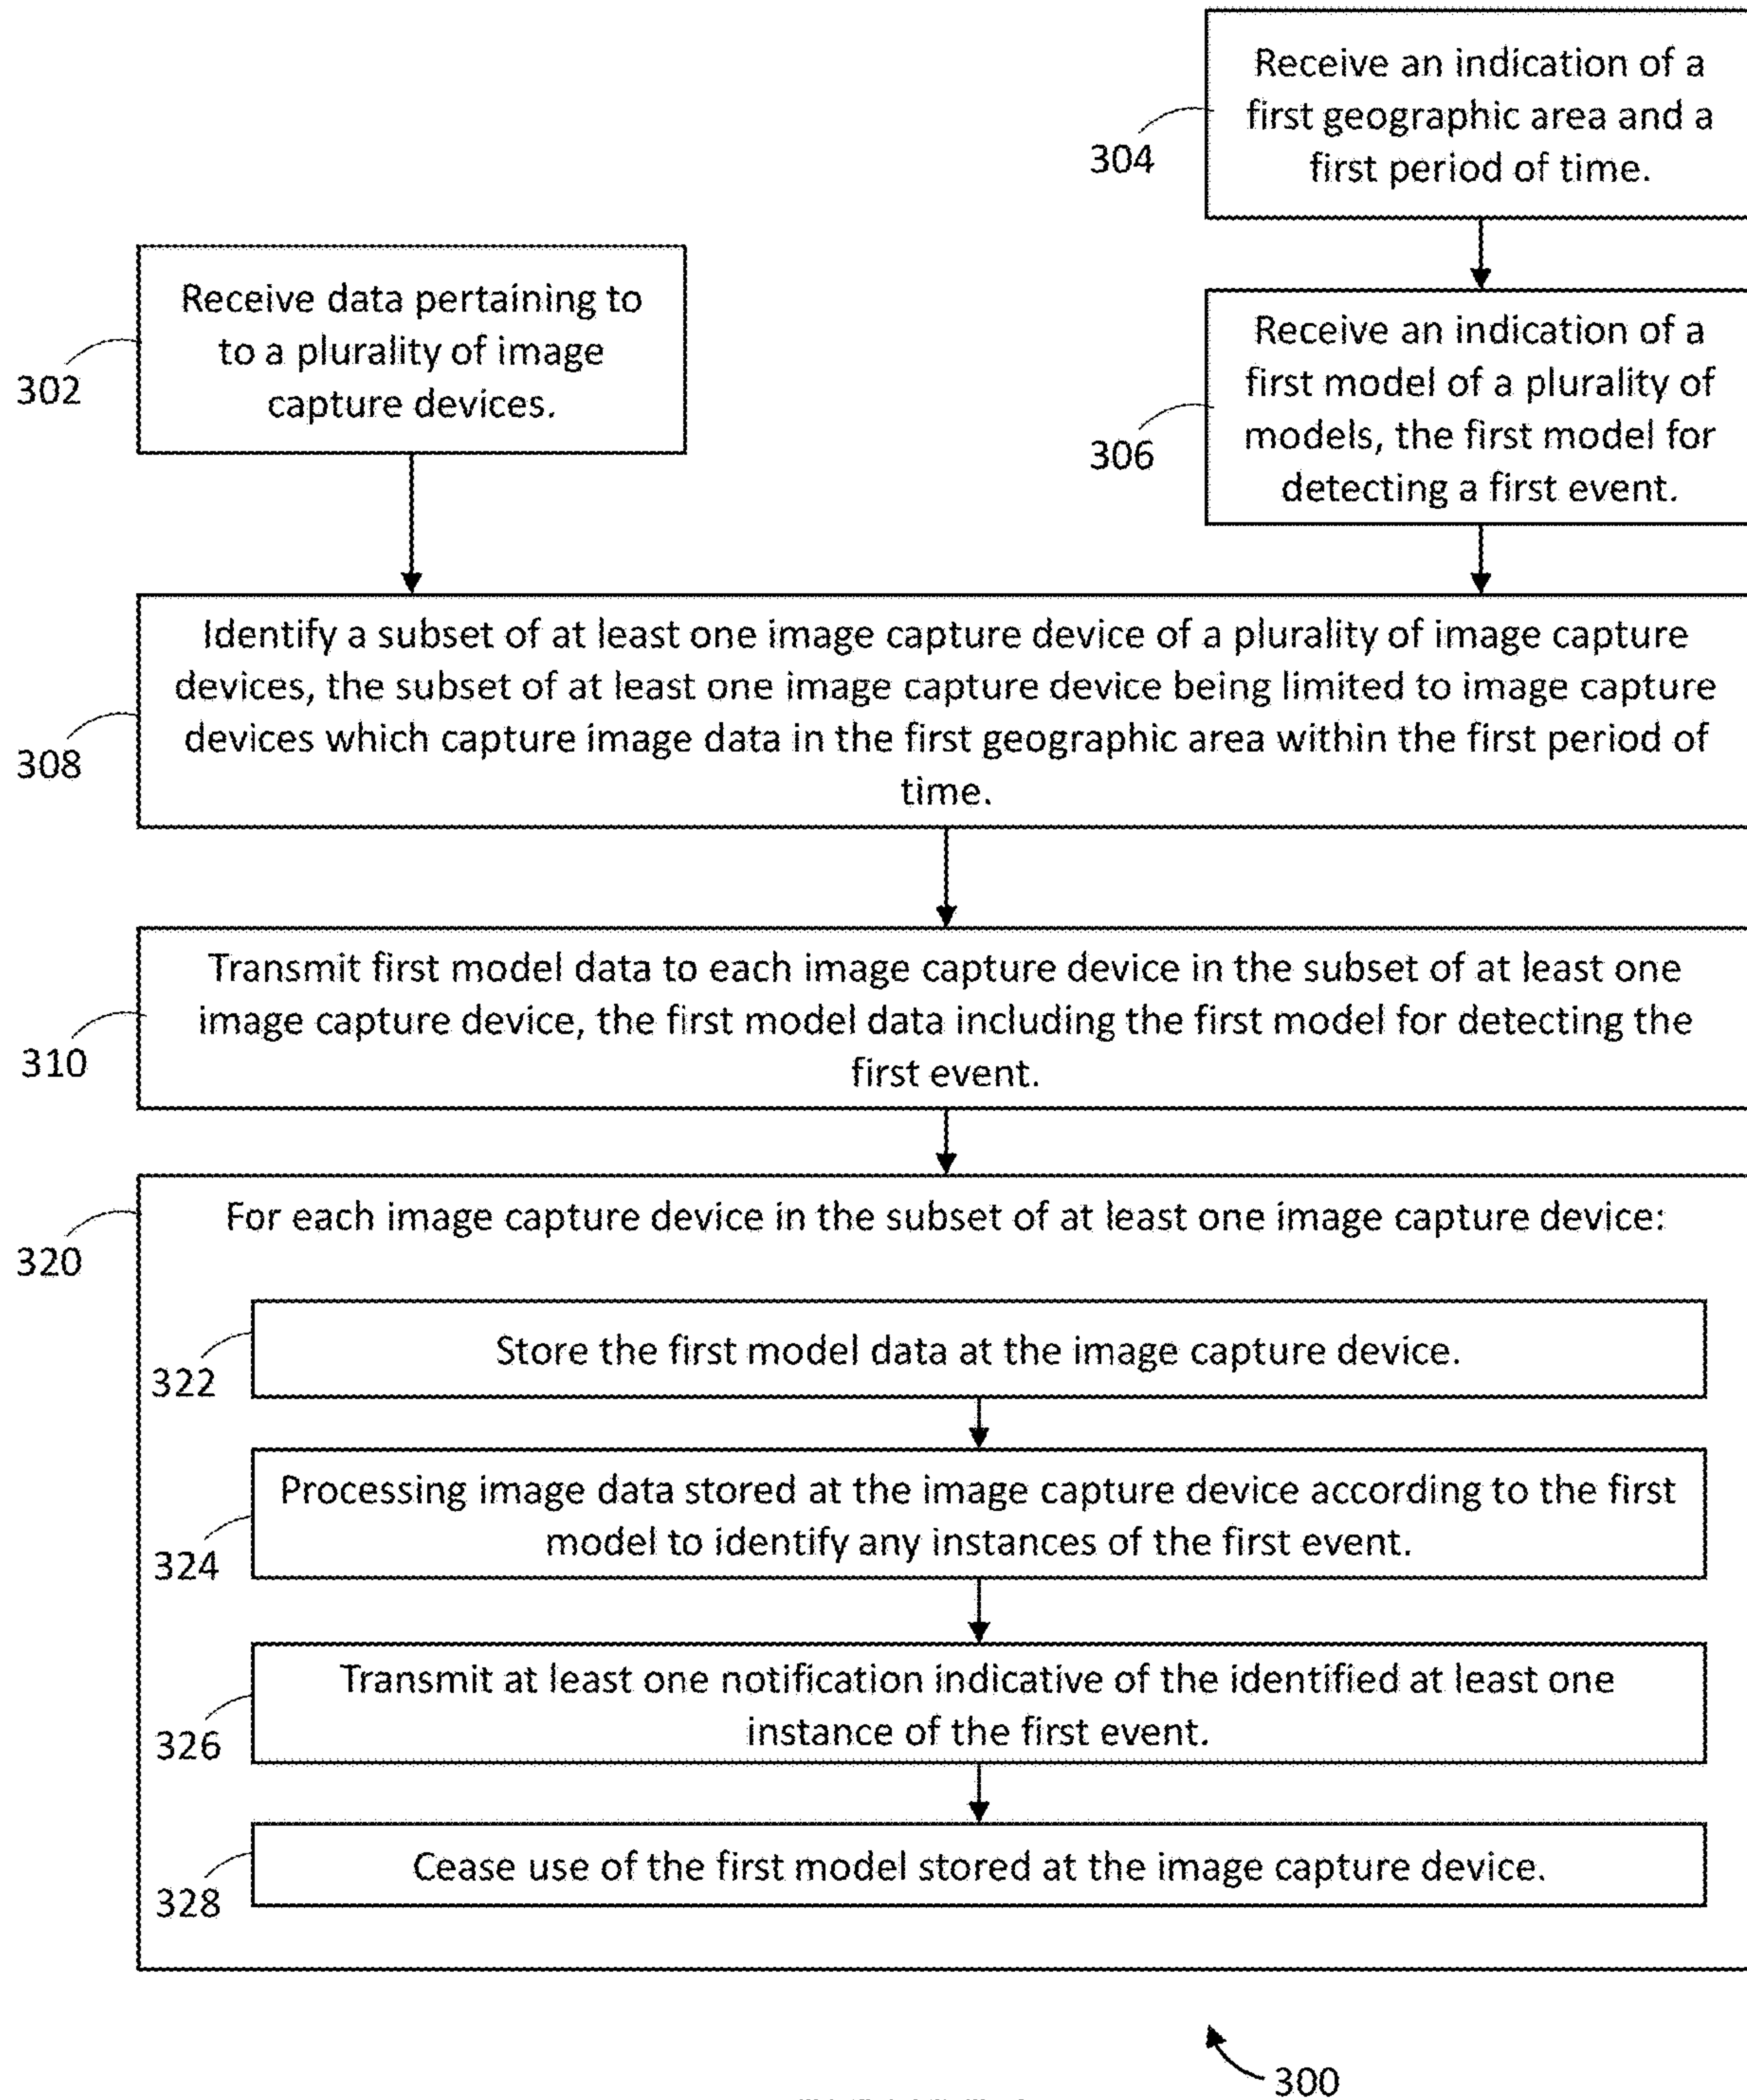 Receive an indication of a
first geographic area and a
first period of time.
304
Receive data pertaining to
to a plurality of image
capture devices.
302
Receive an indication of a
first model of a plurality of
models, the first model for
detecting a first event.
306
Identify a subset of at least one image capture device of a plurality of image capture
devices, the subset of at least one image capture device being limited to image capture
devices which capture image data in the first geographic area within the first period of
time.
308
Transmit first model data to each image capture device in the subset of at least one
image capture device, the first model data including the first model for detecting the
first event.
310
For each image capture device in the subset of at least one image capture device:
320
Store the first model data at the image capture device.
322
Processing image data stored at the image capture device according to the first
model to identify any instances of the first event.
324
Transmit at least one notification indicative of the identified at least one
instance of the first event.
326
Cease use of the first model stored at the image capture device.
328
300